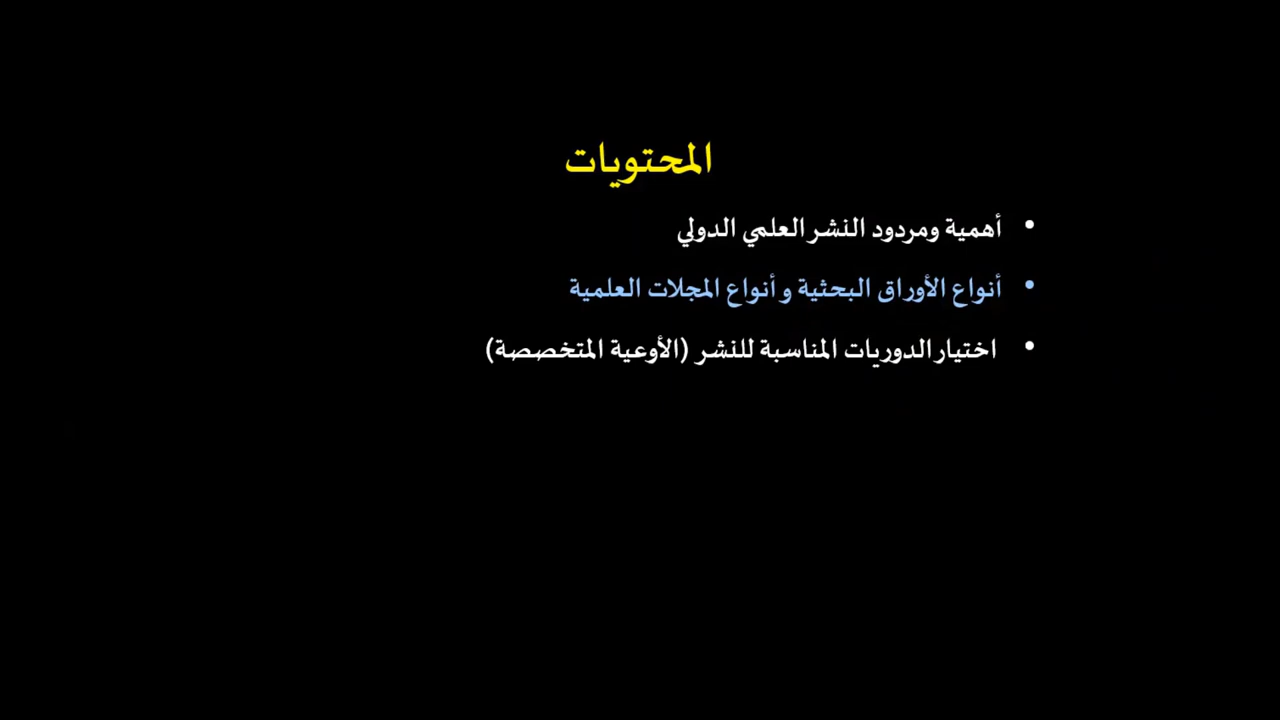 المحتويات
• أهمية ومردود النشر العلمي الدولي
• أنواع الأوراق البحثية و أنواع المجلات العلمية
• اختيار الدوريات المناسبة للنشر (الأوعية المتخصصة)